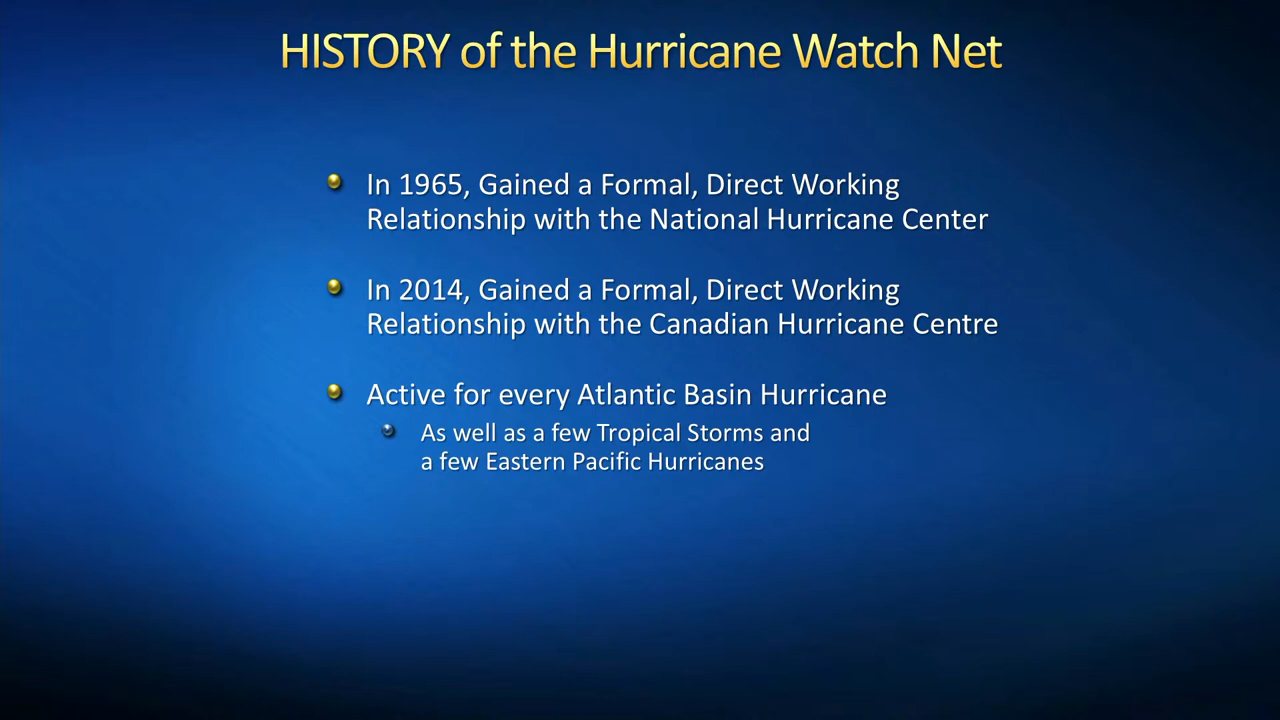 HISTORY of the Hurricane Watch Net
In 1965, Gained a Formal, Direct Working
Relationship with the National Hurricane Center
In 2014, Gained a Formal, Direct Working
Relationship with the Canadian Hurricane Centre
Active for every Atlantic Basin Hurricane
As well as a few Tropical Storms and
a few Eastern Pacific Hurricanes